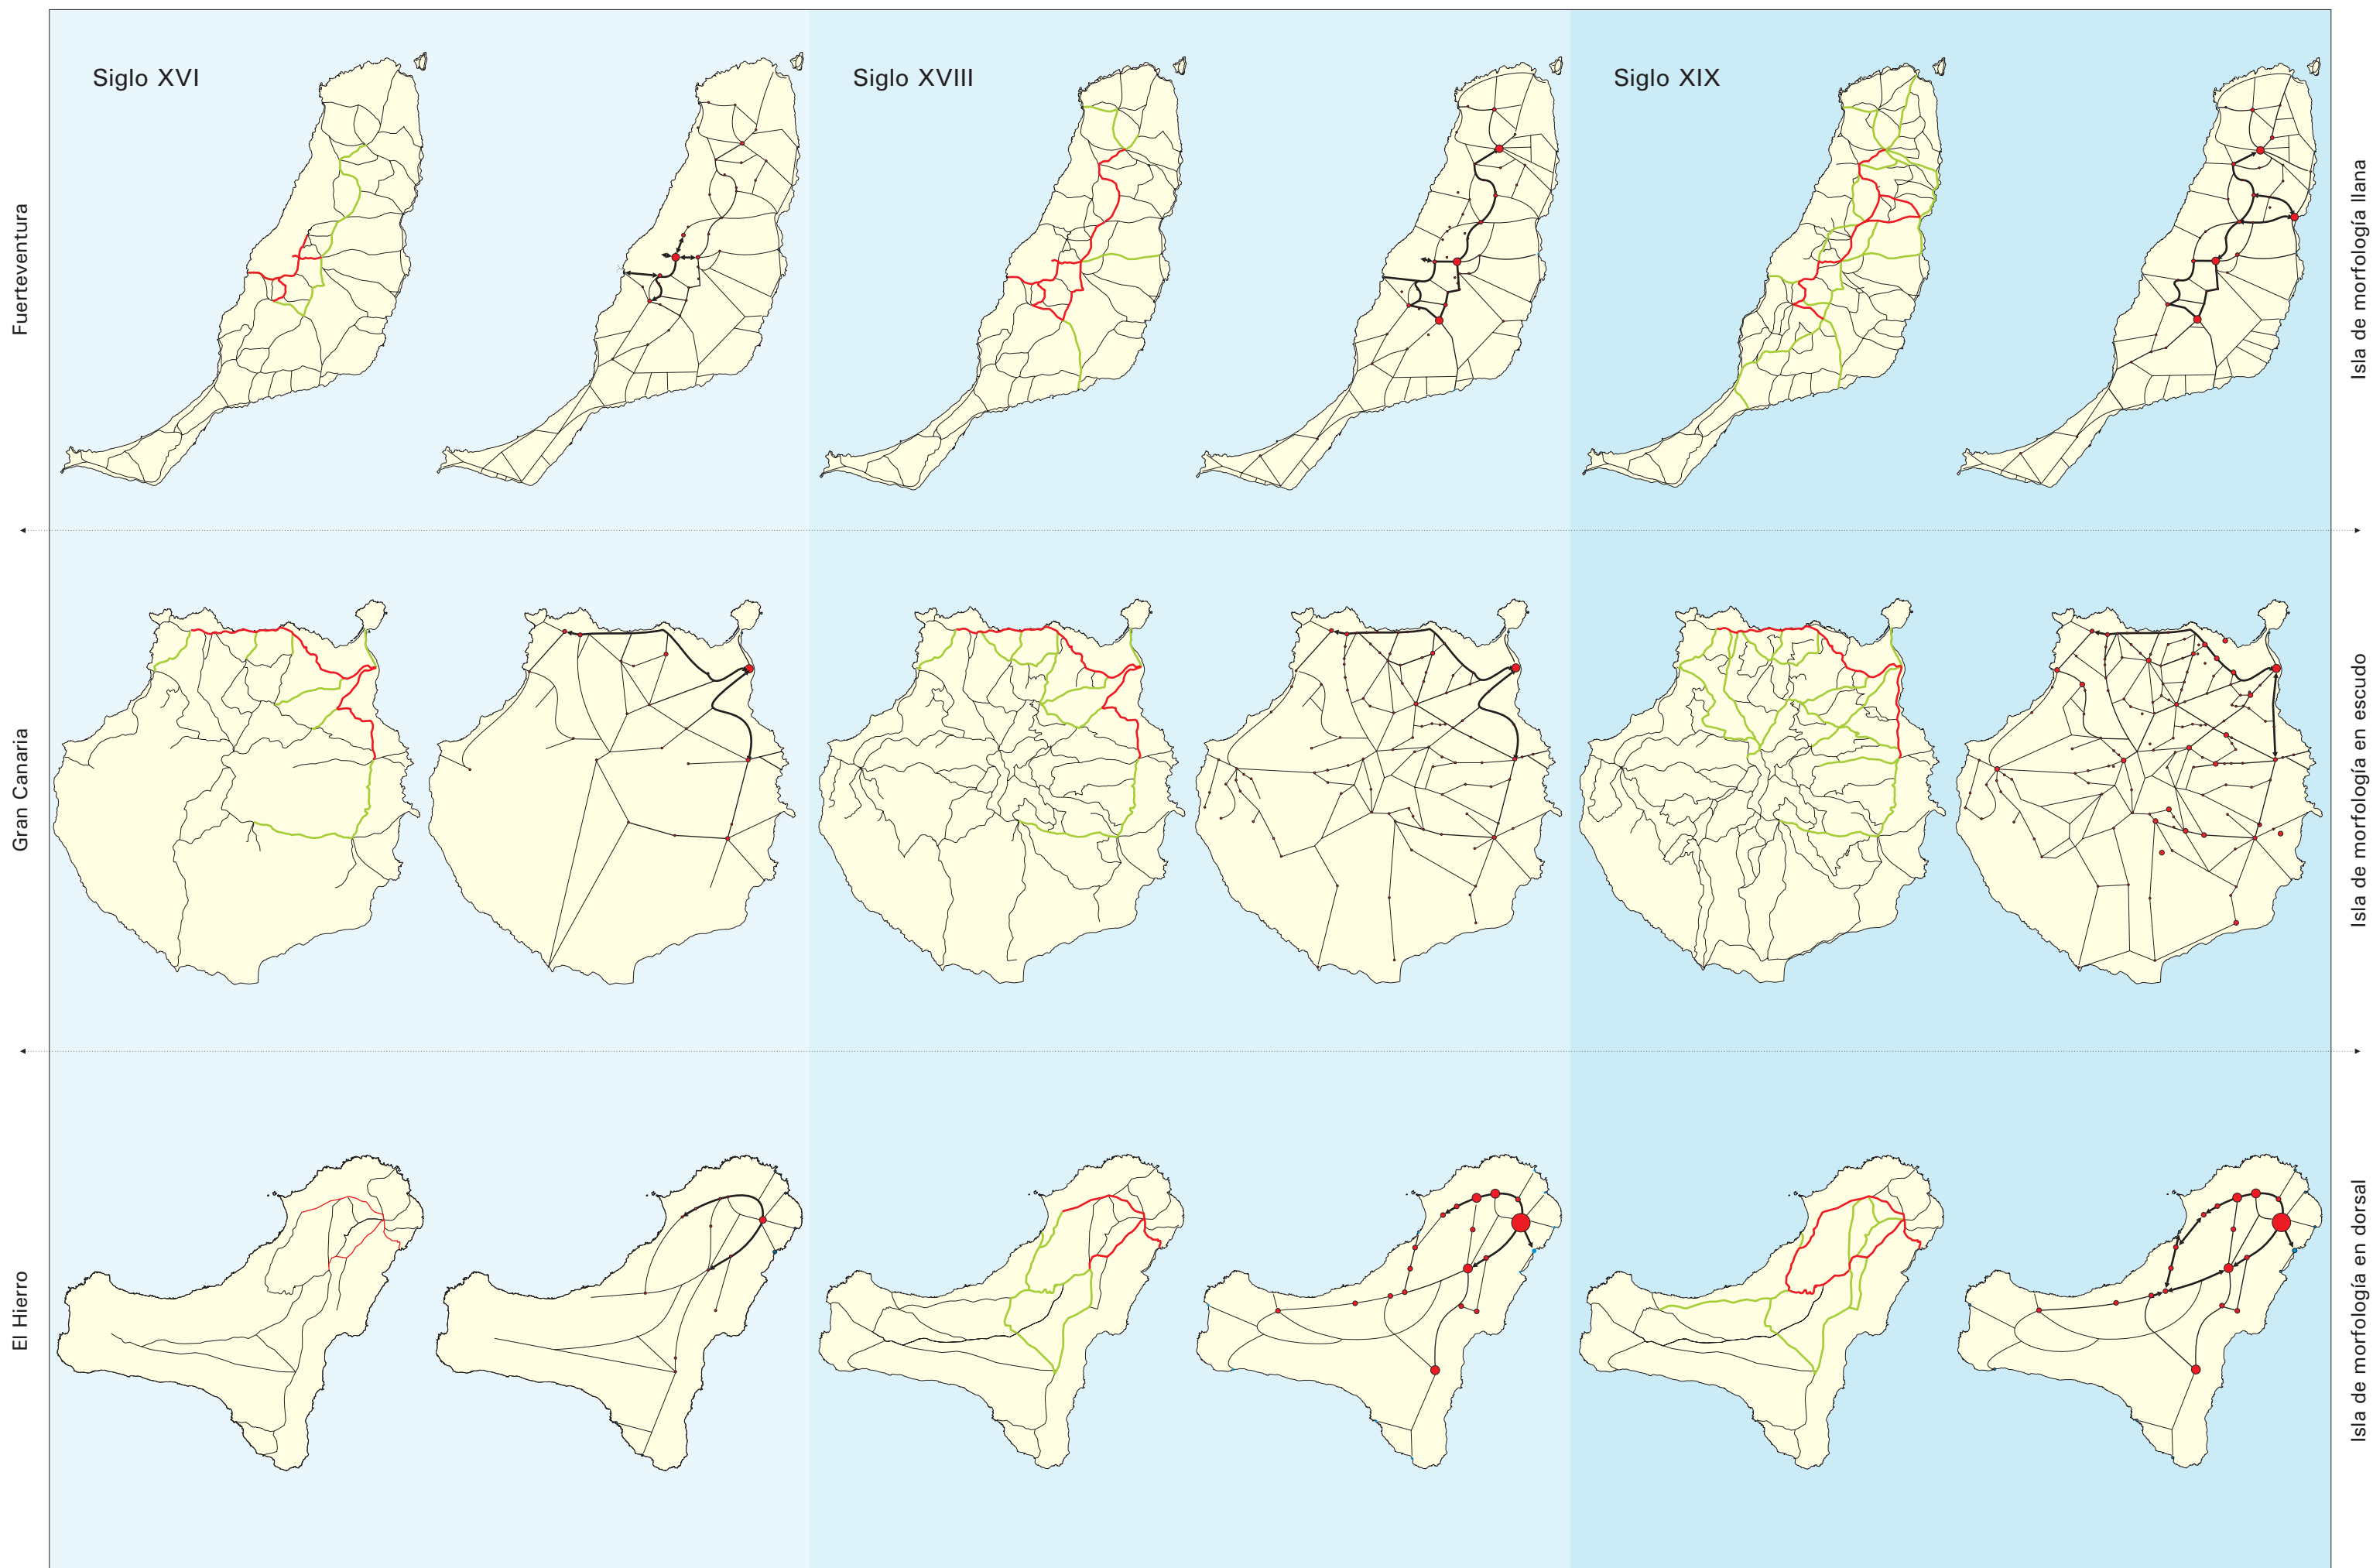 Siglo XVI
Siglo XVIII
Siglo XIX
Fuerteventura
Isla de morfología llana
Gran Canaria
Isla de morfología en escudo
El Hierro
Isla de morfología en dorsal